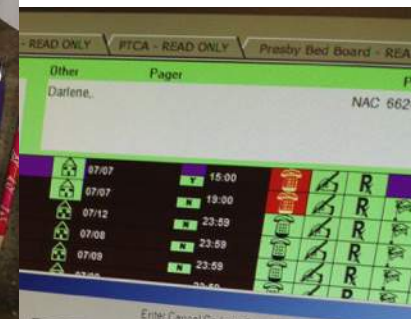 - READ ONLY PTCA - READ ONLY Presby Bed Board - REA
Other Pager P
Darlene,. NAC 662
07/07 Y 15:00 R
07/07 N 19:00 R
07/12 N 23:59 R
07/08 N 23:59 R
07/09 N 23:59 R